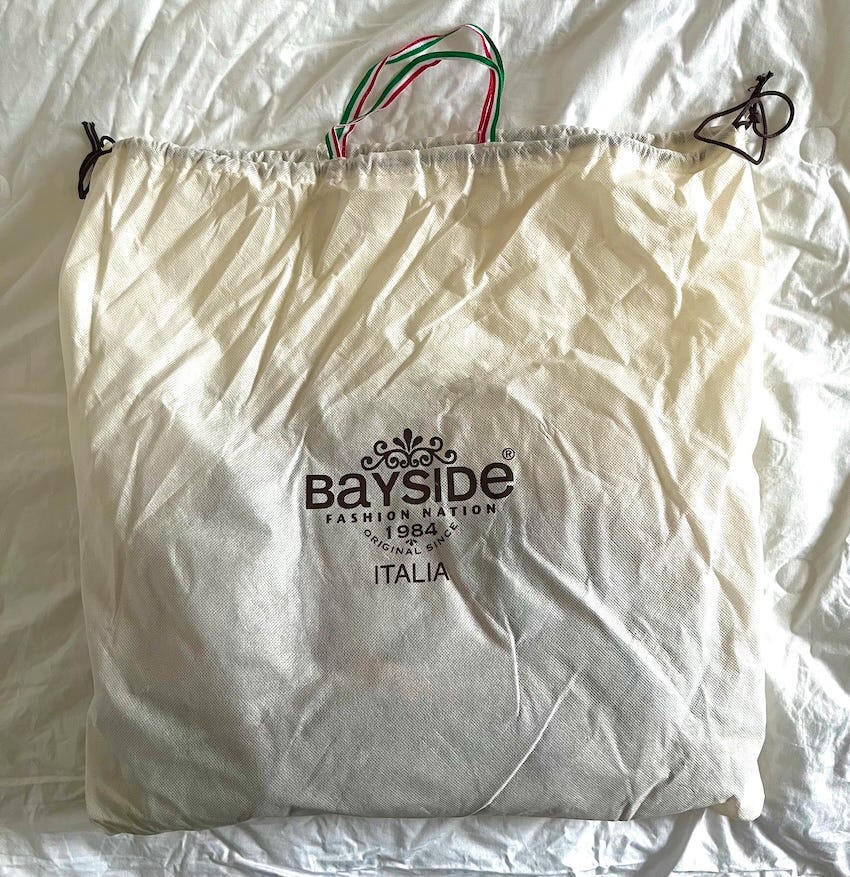 BaYSIDe®
FASHION NATION
1984
ORIGINAL SINCE
ITALIA